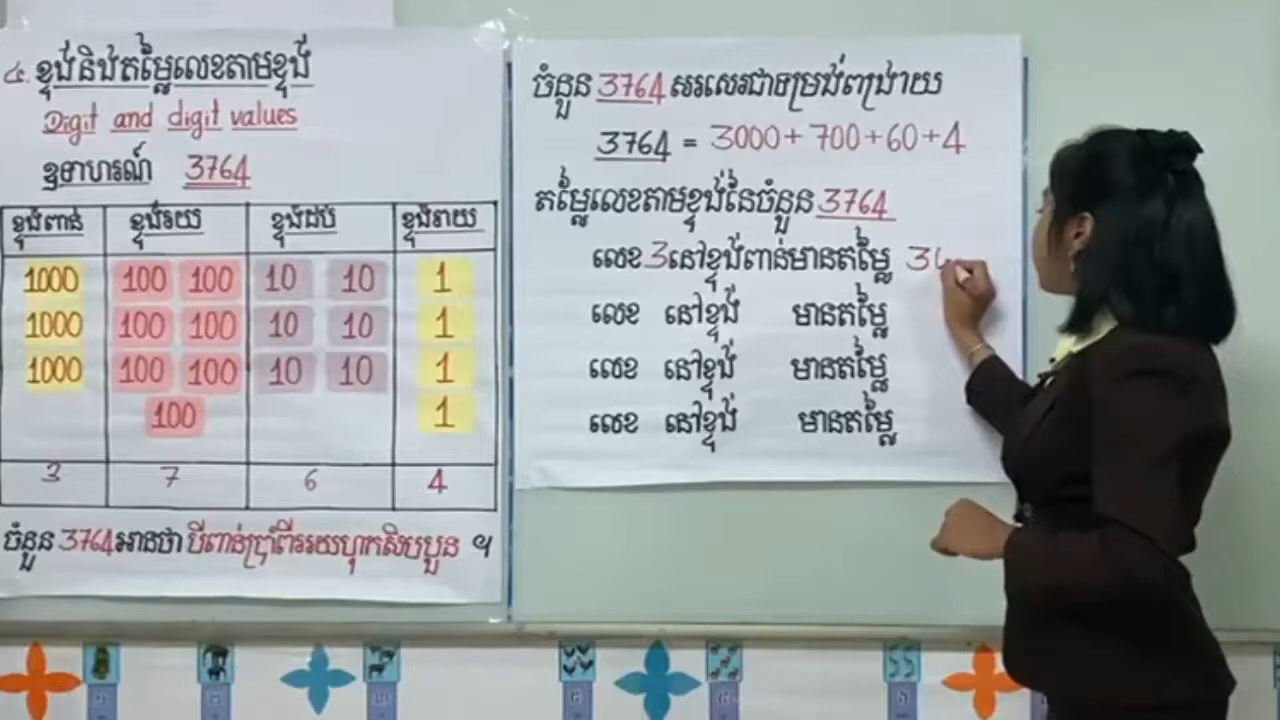 ៤. ខ្ទង់និងតម្លៃលេខតាមខ្ទង់
Digit and digit values
ឧទាហរណ៍ 3764
ខ្ទង់ពាន់ ខ្ទង់រយ ខ្ទង់ដប់ ខ្ទង់រាយ
1000 100 100 10 10 1
1000 100 100 10 10 1
1000 100 100 10 10 1
100 1
3 7 6 4
ចំនួន 3764 អានថា បីពាន់ប្រាំពីររយហុកសិបបួន ។
ចំនួន 3764 សរសេរជាទម្រង់ពង្រាយ
3764 = 3000 + 700 + 60 + 4
តម្លៃលេខតាមខ្ទង់នៃចំនួន 3764
លេខ 3 នៅខ្ទង់ពាន់មានតម្លៃ 30
លេខ នៅខ្ទង់ មានតម្លៃ
លេខ នៅខ្ទង់ មានតម្លៃ
លេខ នៅខ្ទង់ មានតម្លៃ